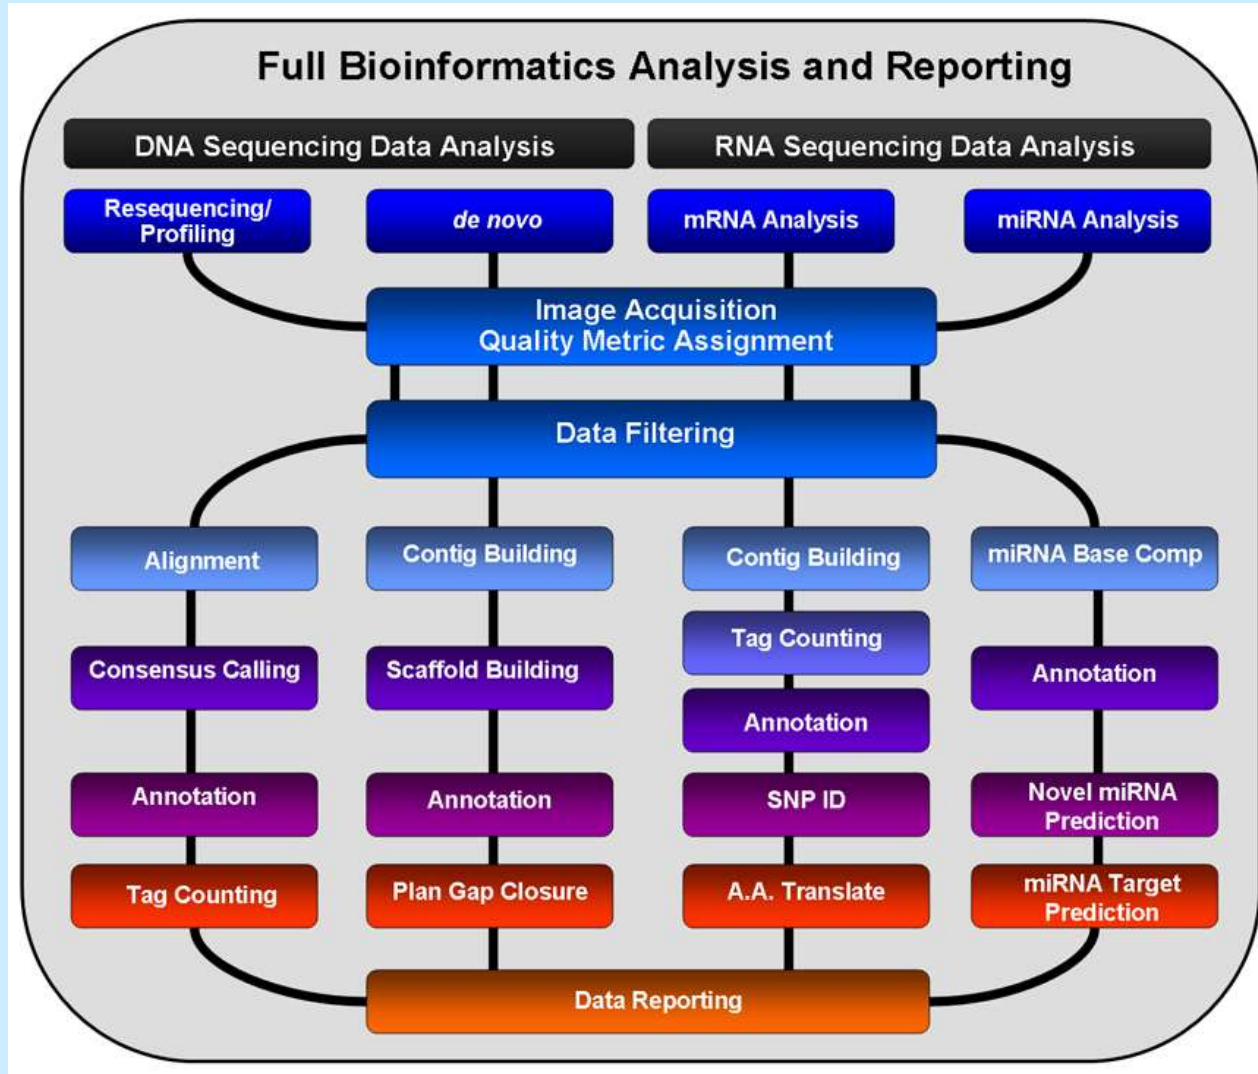 Full Bioinformatics Analysis and Reporting
DNA Sequencing Data Analysis
RNA Sequencing Data Analysis
Resequencing/
Profiling
de novo
mRNA Analysis
miRNA Analysis
Image Acquisition
Quality Metric Assignment
Data Filtering
Alignment
Contig Building
Contig Building
miRNA Base Comp
Tag Counting
Consensus Calling
Scaffold Building
Annotation
Annotation
Annotation
Annotation
SNP ID
Novel miRNA
Prediction
Tag Counting
Plan Gap Closure
A.A. Translate
miRNA Target
Prediction
Data Reporting